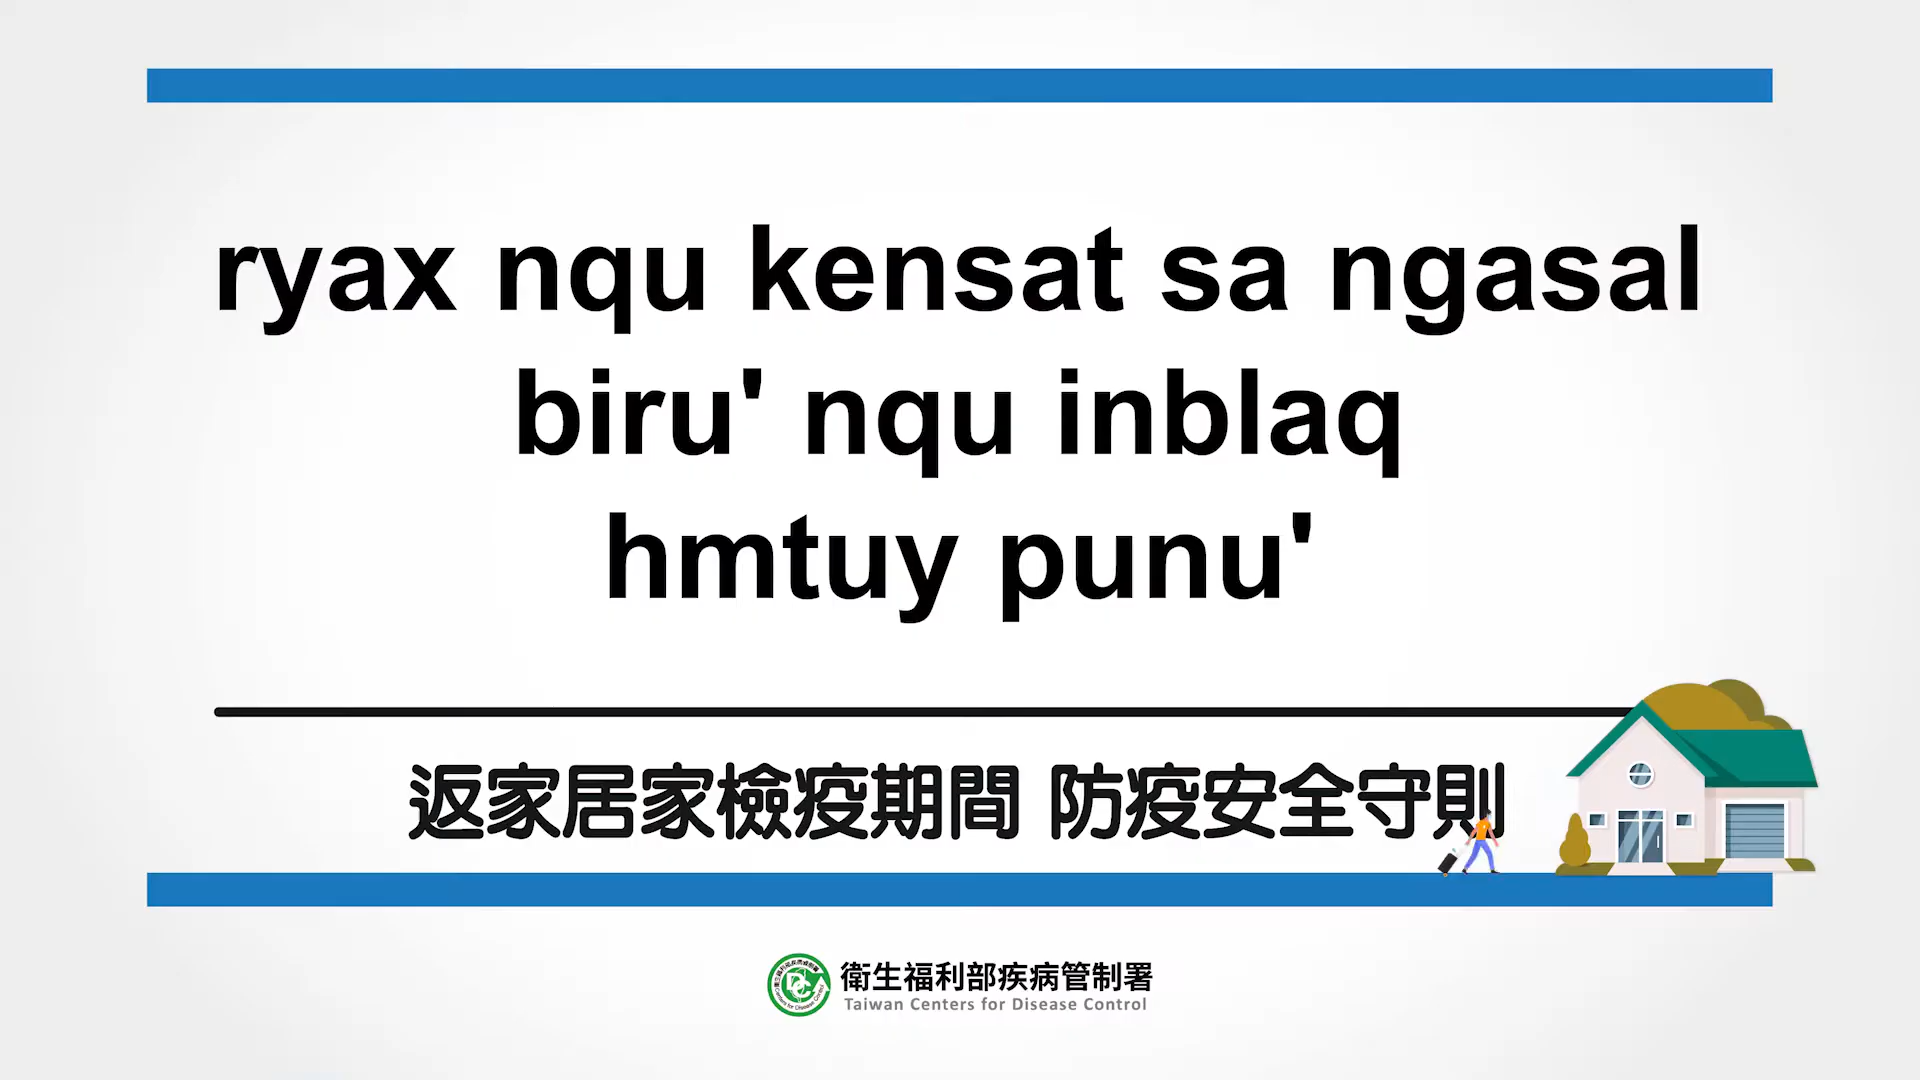 ryax nqu kensat sa ngasal
biru' nqu inblaq
hmtuy punu'
返家居家檢疫期間 防疫安全守則
衛生福利部疾病管制署
Taiwan Centers for Disease Control